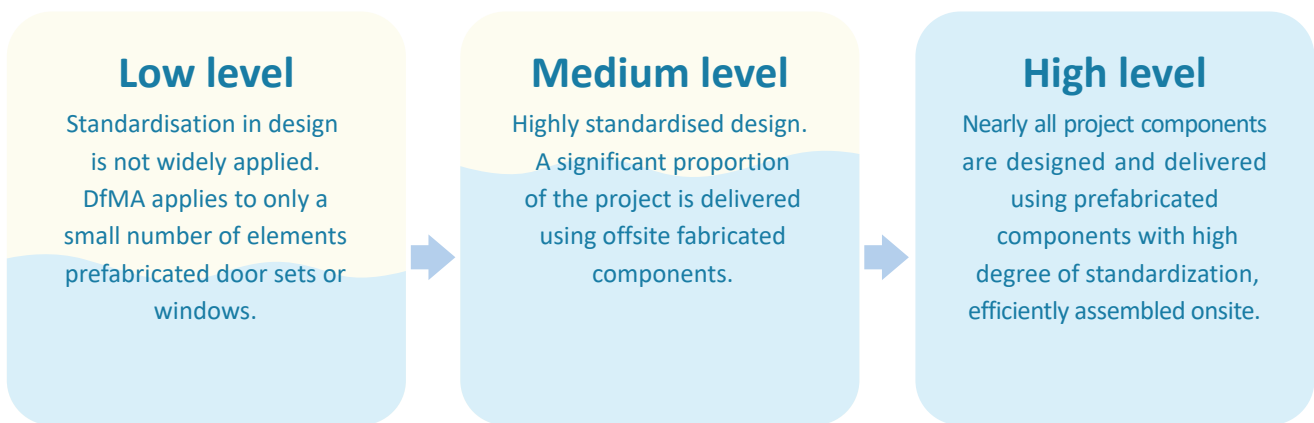 Low level
Standardisation in design
is not widely applied.
DfMA applies to only a
small number of elements
prefabricated door sets or
windows.
Medium level
Highly standardised design.
A significant proportion
of the project is delivered
using offsite fabricated
components.
High level
Nearly all project components
are designed and delivered
using prefabricated
components with high
degree of standardization,
efficiently assembled onsite.